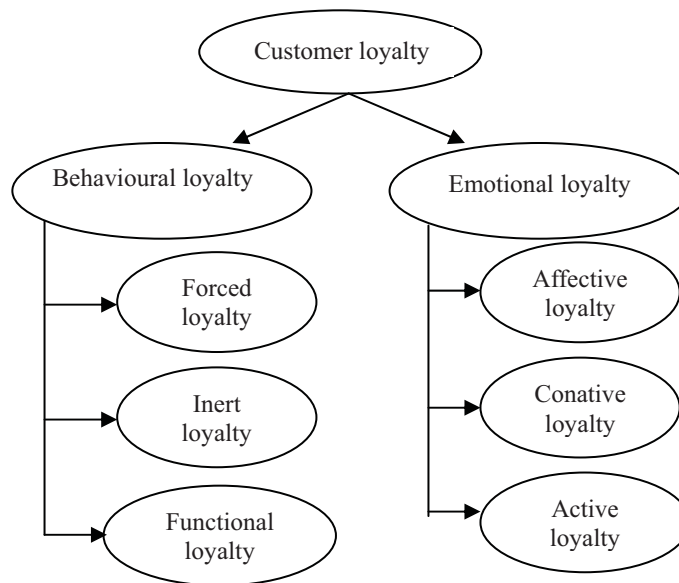 Customer loyalty
Behavioural loyalty
Emotional loyalty
Forced
loyalty
Inert
loyalty
Functional
loyalty
Affective
loyalty
Conative
loyalty
Active
loyalty